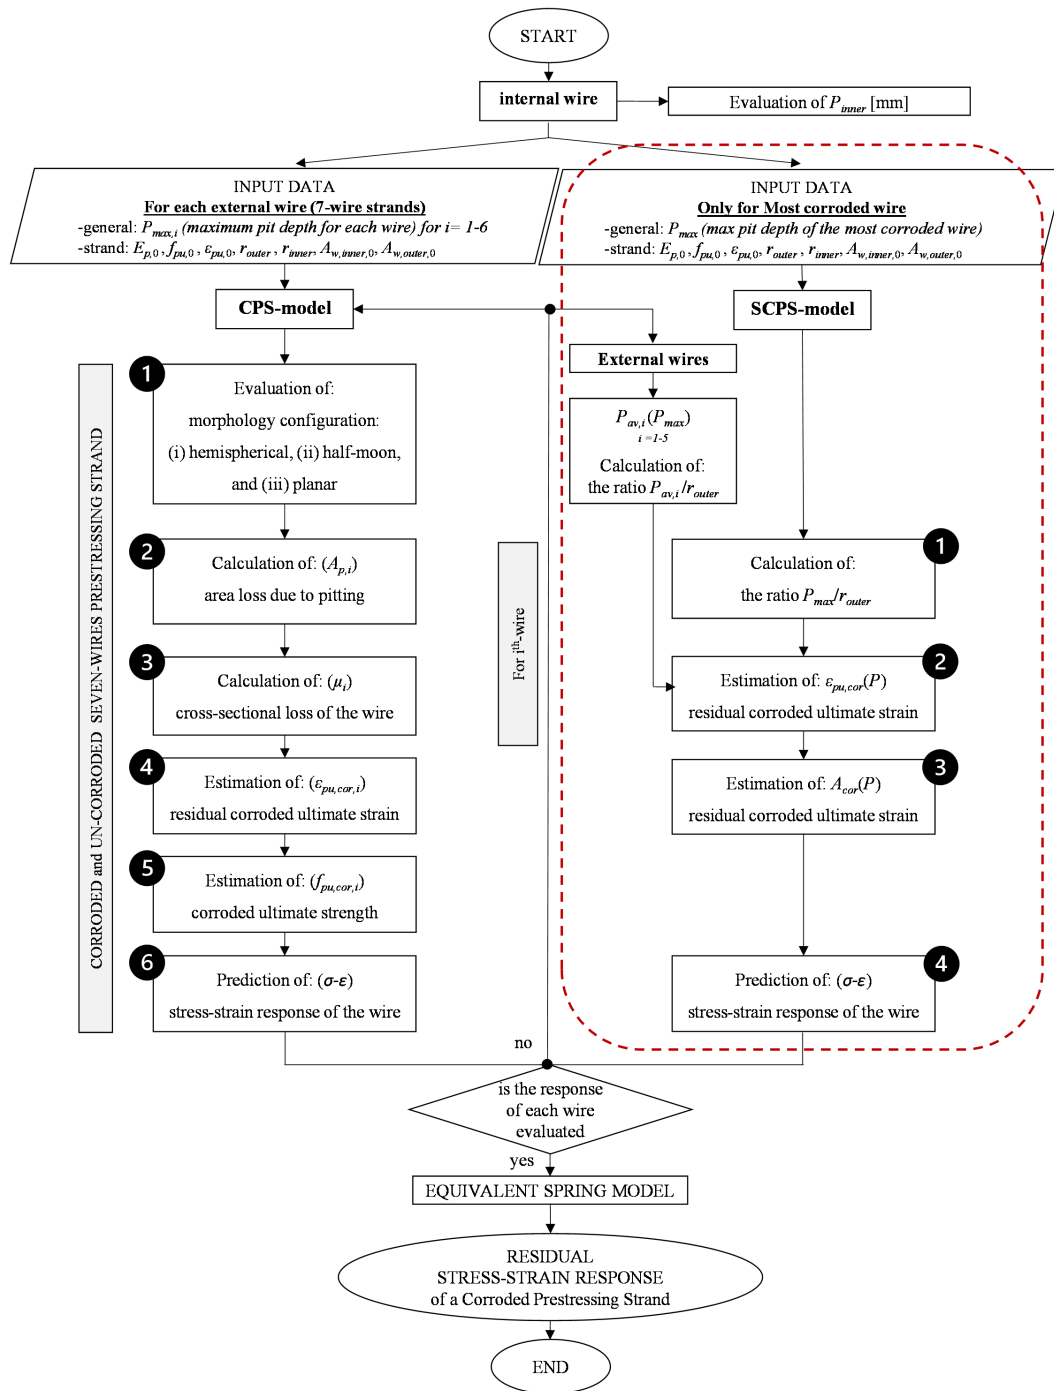 START
internal wire
Evaluation of P_inner [mm]
INPUT DATA
For each external wire (7-wire strands)
-general: P_max,i (maximum pit depth for each wire) for i= 1-6
-strand: E_p,0, f_pu,0, ε_pu,0, r_outer, r_inner, A_w,inner,0, A_w,outer,0
INPUT DATA
Only for Most corroded wire
-general: P_max (max pit depth of the most corroded wire)
-strand: E_p,0, f_pu,0, ε_pu,0, r_outer, r_inner, A_w,inner,0, A_w,outer,0
CPS-model
SCPS-model
CORRODED and UN-CORRODED SEVEN-WIRES PRESTRESSING STRAND
1
Evaluation of:
morphology configuration:
(i) hemispherical, (ii) half-moon,
and (iii) planar
2
Calculation of: (A_p,i)
area loss due to pitting
3
Calculation of: (μ_i)
cross-sectional loss of the wire
4
Estimation of: (ε_pu,cor,i)
residual corroded ultimate strain
5
Estimation of: (f_pu,cor,i)
corroded ultimate strength
6
Prediction of: (σ-ε)
stress-strain response of the wire
For i^th-wire
External wires
P_av,i(P_max)
i =1-5
Calculation of:
the ratio P_av,i/r_outer
1
Calculation of:
the ratio P_max/r_outer
2
Estimation of: ε_pu,cor(P)
residual corroded ultimate strain
3
Estimation of: A_cor(P)
residual corroded ultimate strain
4
Prediction of: (σ-ε)
stress-strain response of the wire
no
is the response
of each wire
evaluated
yes
EQUIVALENT SPRING MODEL
RESIDUAL
STRESS-STRAIN RESPONSE
of a Corroded Prestressing Strand
END